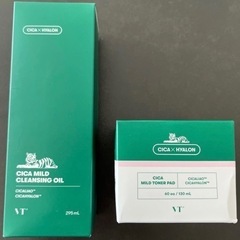 CICA × HYALON
CICA MILD
CLEANSING OIL
CICALIAO™
CICAHYALON™
VT
295 mL
CICA × HYALON
CICA
MILD TONER PAD
CICALIAO™
CICAHYALON™
60 ea / 130 mL
VT